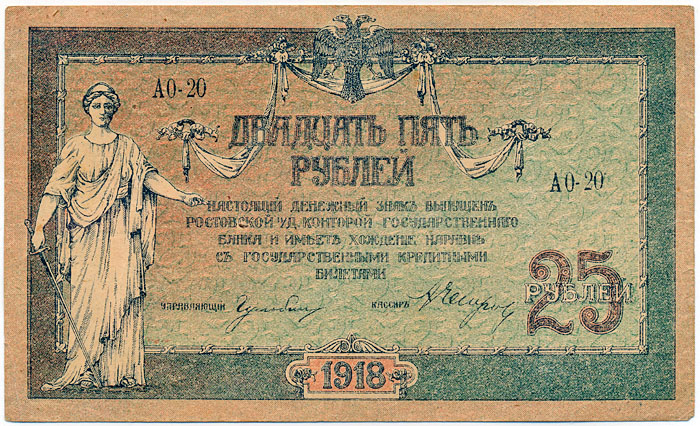 АО-20
ДВАДЦАТЬ ПЯТЬ
РУБЛЕЙ
АО-20
НАСТОЯЩІЙ ДЕНЕЖНЫЙ ЗНАКЪ ВЫПУЩЕНЪ
РОСТОВСКОЙ Н/Д. КОНТОРОЙ ГОСУДАРСТВЕННАГО
БАНКА И ИМѢЕТЪ ХОЖДЕНІЕ НАРАВНѢ
СЪ ГОСУДАРСТВЕННЫМИ КРЕДИТНЫМИ
БИЛЕТАМИ
25
РУБЛЕЙ
УПРАВЛЯЮЩІЙ
КАССИРЪ
1918